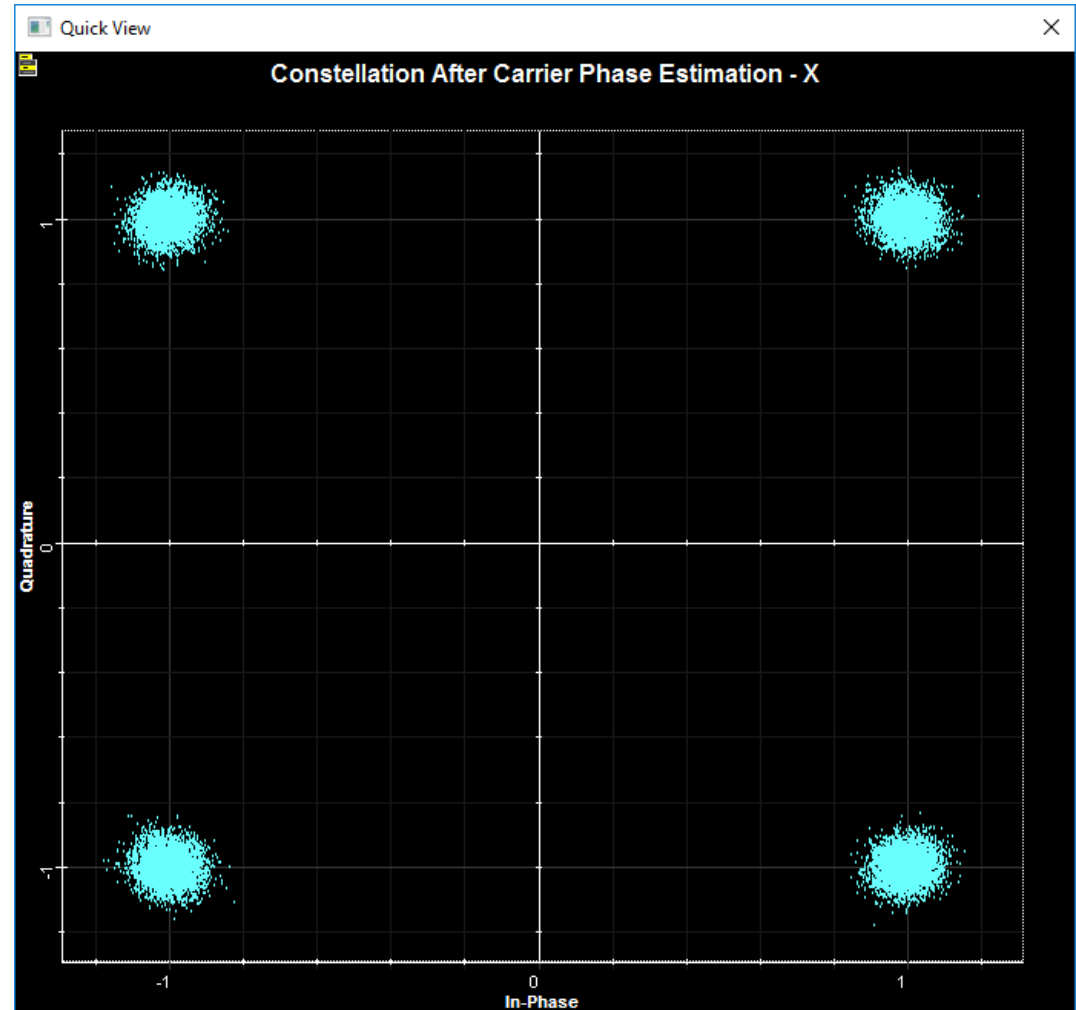 Quick View
Constellation After Carrier Phase Estimation - X
1
Quadrature
0
-1
-1
0
1
In-Phase